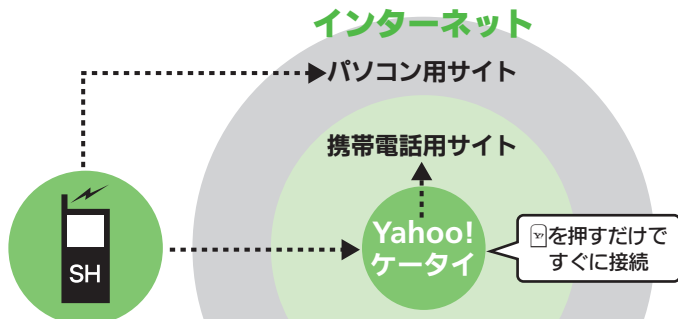 インターネット
パソコン用サイト
携帯電話用サイト
Yahoo!
ケータイ
Y!を押すだけで
すぐに接続
SH